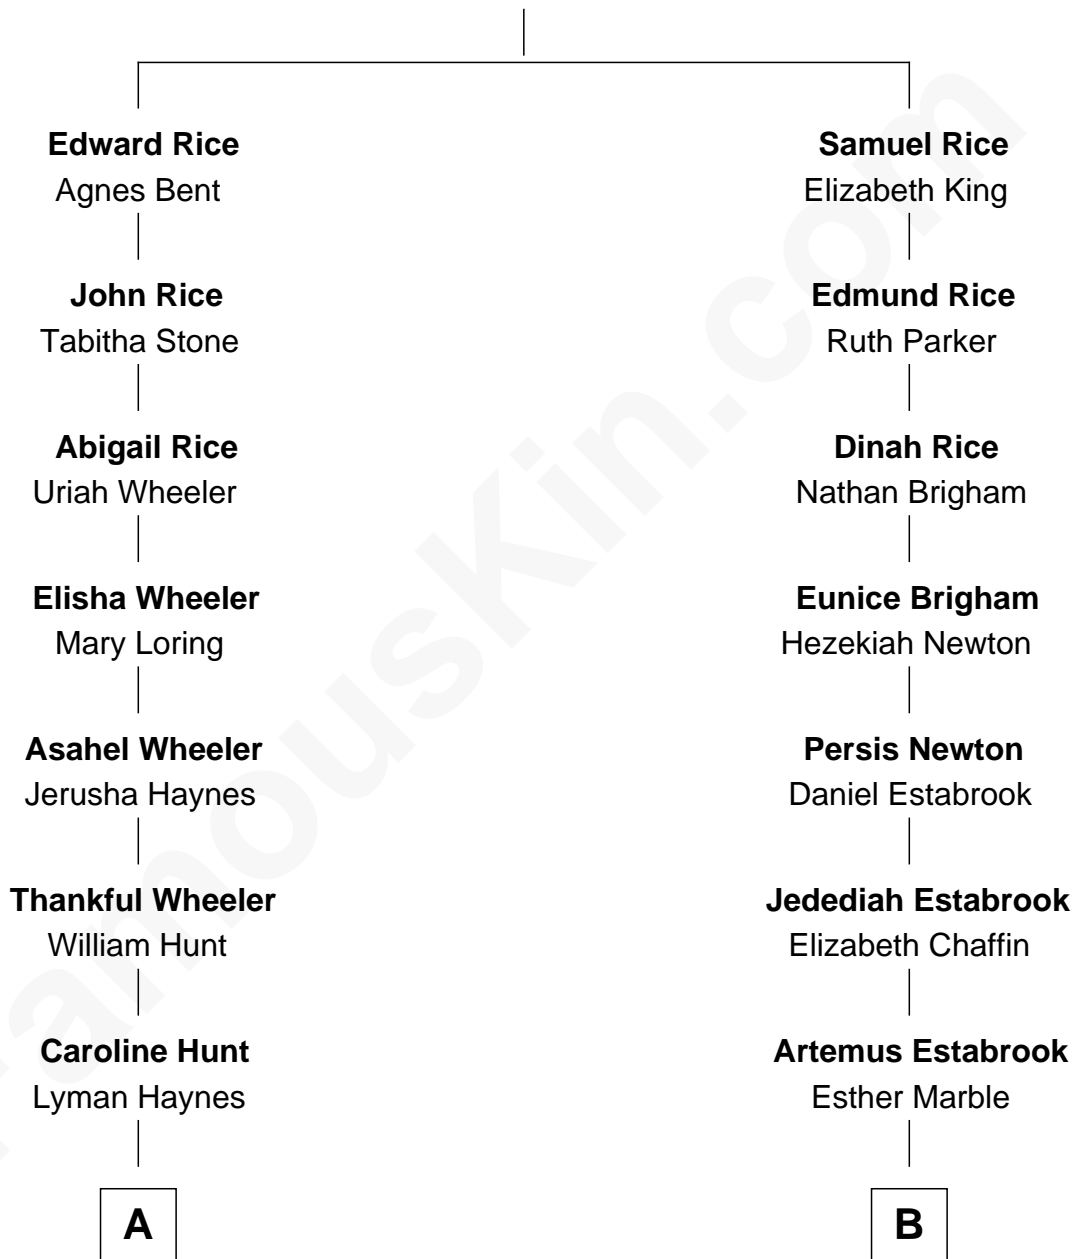 Edward Rice
Agnes Bent
Samuel Rice
Elizabeth King
John Rice
Tabitha Stone
Edmund Rice
Ruth Parker
Abigail Rice
Uriah Wheeler
Dinah Rice
Nathan Brigham
Elisha Wheeler
Mary Loring
Eunice Brigham
Hezekiah Newton
Asahel Wheeler
Jerusha Haynes
Persis Newton
Daniel Estabrook
Thankful Wheeler
William Hunt
Jedediah Estabrook
Elizabeth Chaffin
Caroline Hunt
Lyman Haynes
Artemus Estabrook
Esther Marble
A
B
FamousKin.com